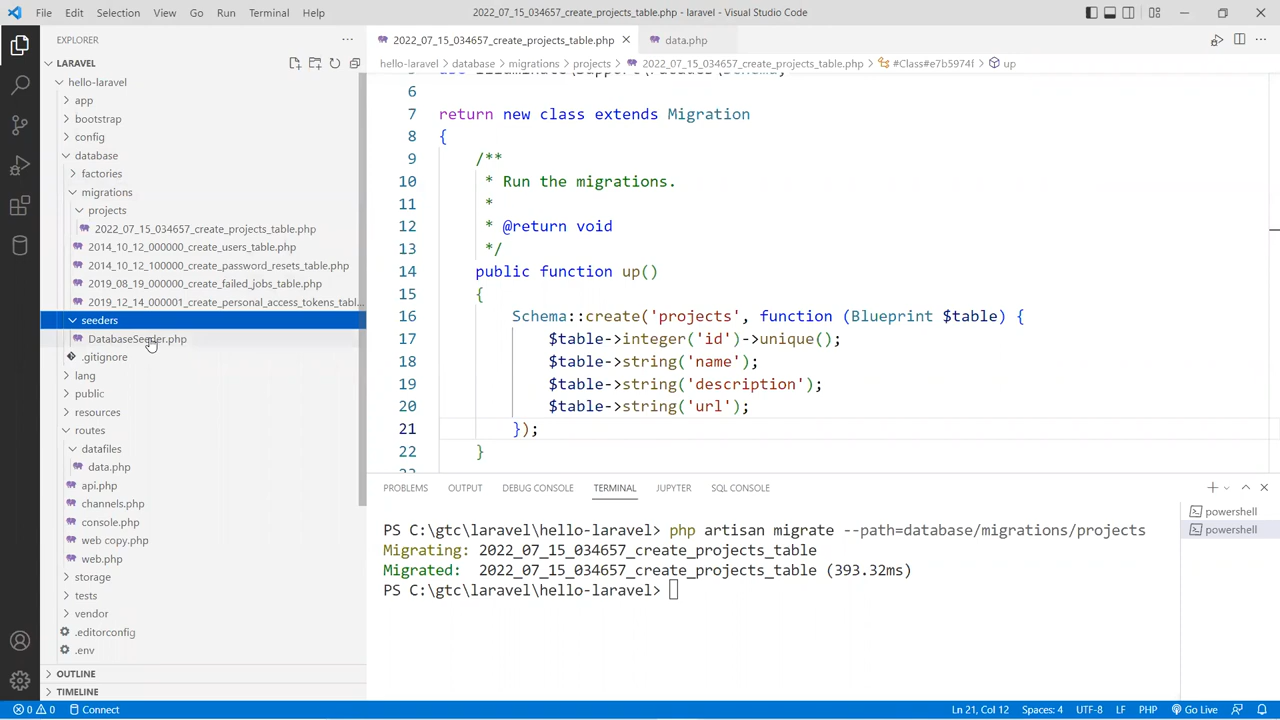 File Edit Selection View Go Run Terminal Help 2022_07_15_034657_create_projects_table.php - laravel - Visual Studio Code
EXPLORER
LARAVEL
hello-laravel
app
bootstrap
config
database
factories
migrations
projects
2022_07_15_034657_create_projects_table.php
2014_10_12_000000_create_users_table.php
2014_10_12_100000_create_password_resets_table.php
2019_08_19_000000_create_failed_jobs_table.php
2019_12_14_000001_create_personal_access_tokens_tabl...
seeders
DatabaseSeeder.php
.gitignore
lang
public
resources
routes
datafiles
data.php
api.php
channels.php
console.php
web copy.php
web.php
storage
tests
vendor
.editorconfig
.env
OUTLINE
TIMELINE
2022_07_15_034657_create_projects_table.php data.php
hello-laravel > database > migrations > projects > 2022_07_15_034657_create_projects_table.php > #Class#e7b5974f > up
6
7 return new class extends Migration
8 {
9 /**
10 * Run the migrations.
11 *
12 * @return void
13 */
14 public function up()
15 {
16 Schema::create('projects', function (Blueprint $table) {
17 $table->integer('id')->unique();
18 $table->string('name');
19 $table->string('description');
20 $table->string('url');
21 });
22 }
PROBLEMS OUTPUT DEBUG CONSOLE TERMINAL JUPYTER SQL CONSOLE
PS C:\gtc\laravel\hello-laravel> php artisan migrate --path=database/migrations/projects
Migrating: 2022_07_15_034657_create_projects_table
Migrated: 2022_07_15_034657_create_projects_table (393.32ms)
PS C:\gtc\laravel\hello-laravel>
powershell
powershell
0 0 Connect Ln 21, Col 12 Spaces: 4 UTF-8 LF PHP Go Live